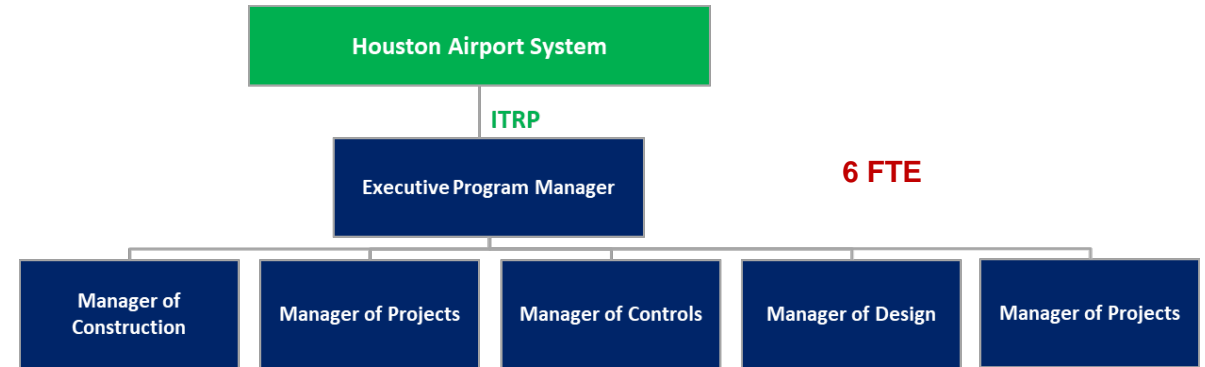 Houston Airport System
ITRP
Executive Program Manager
6 FTE
Manager of
Construction
Manager of Projects
Manager of Controls
Manager of Design
Manager of Projects